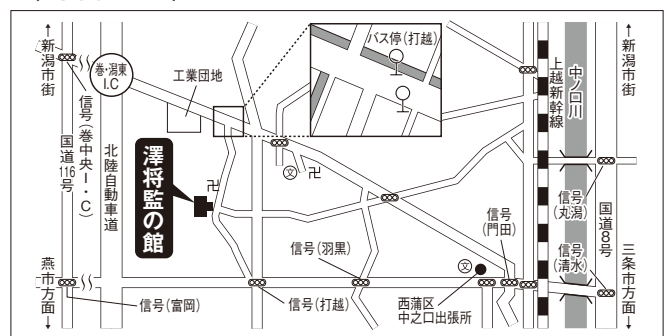 ↑新潟市街
巻・潟東
I.C
信号(巻中央I・C)
国道116号
北陸自動車道
燕市方面↓
工業団地
バス停(打越)
澤将監の館
卍
文
卍
上越新幹線
中ノ口川
↑新潟市街
信号
(丸潟)
国道8号
信号
(門田)
信号
(清水)
三条市方面↓
信号(羽黒)
文
西蒲区
中之口出張所
信号(富岡)
信号(打越)